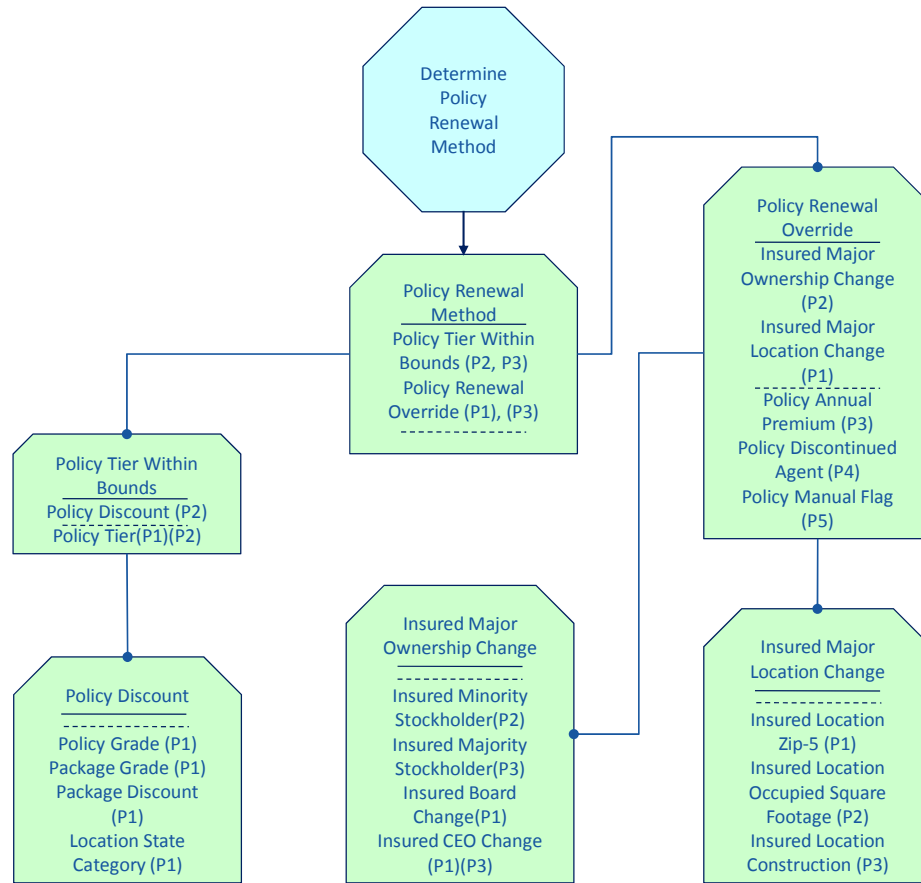 Determine
Policy
Renewal
Method
Policy Renewal
Method
Policy Tier Within
Bounds (P2, P3)
Policy Renewal
Override (P1), (P3)
Policy Renewal
Override
Insured Major
Ownership Change
(P2)
Insured Major
Location Change
(P1)
Policy Annual
Premium (P3)
Policy Discontinued
Agent (P4)
Policy Manual Flag
(P5)
Policy Tier Within
Bounds
Policy Discount (P2)
Policy Tier(P1)(P2)
Policy Discount
Policy Grade (P1)
Package Grade (P1)
Package Discount
(P1)
Location State
Category (P1)
Insured Major
Ownership Change
Insured Minority
Stockholder(P2)
Insured Majority
Stockholder(P3)
Insured Board
Change(P1)
Insured CEO Change
(P1)(P3)
Insured Major
Location Change
Insured Location
Zip-5 (P1)
Insured Location
Occupied Square
Footage (P2)
Insured Location
Construction (P3)